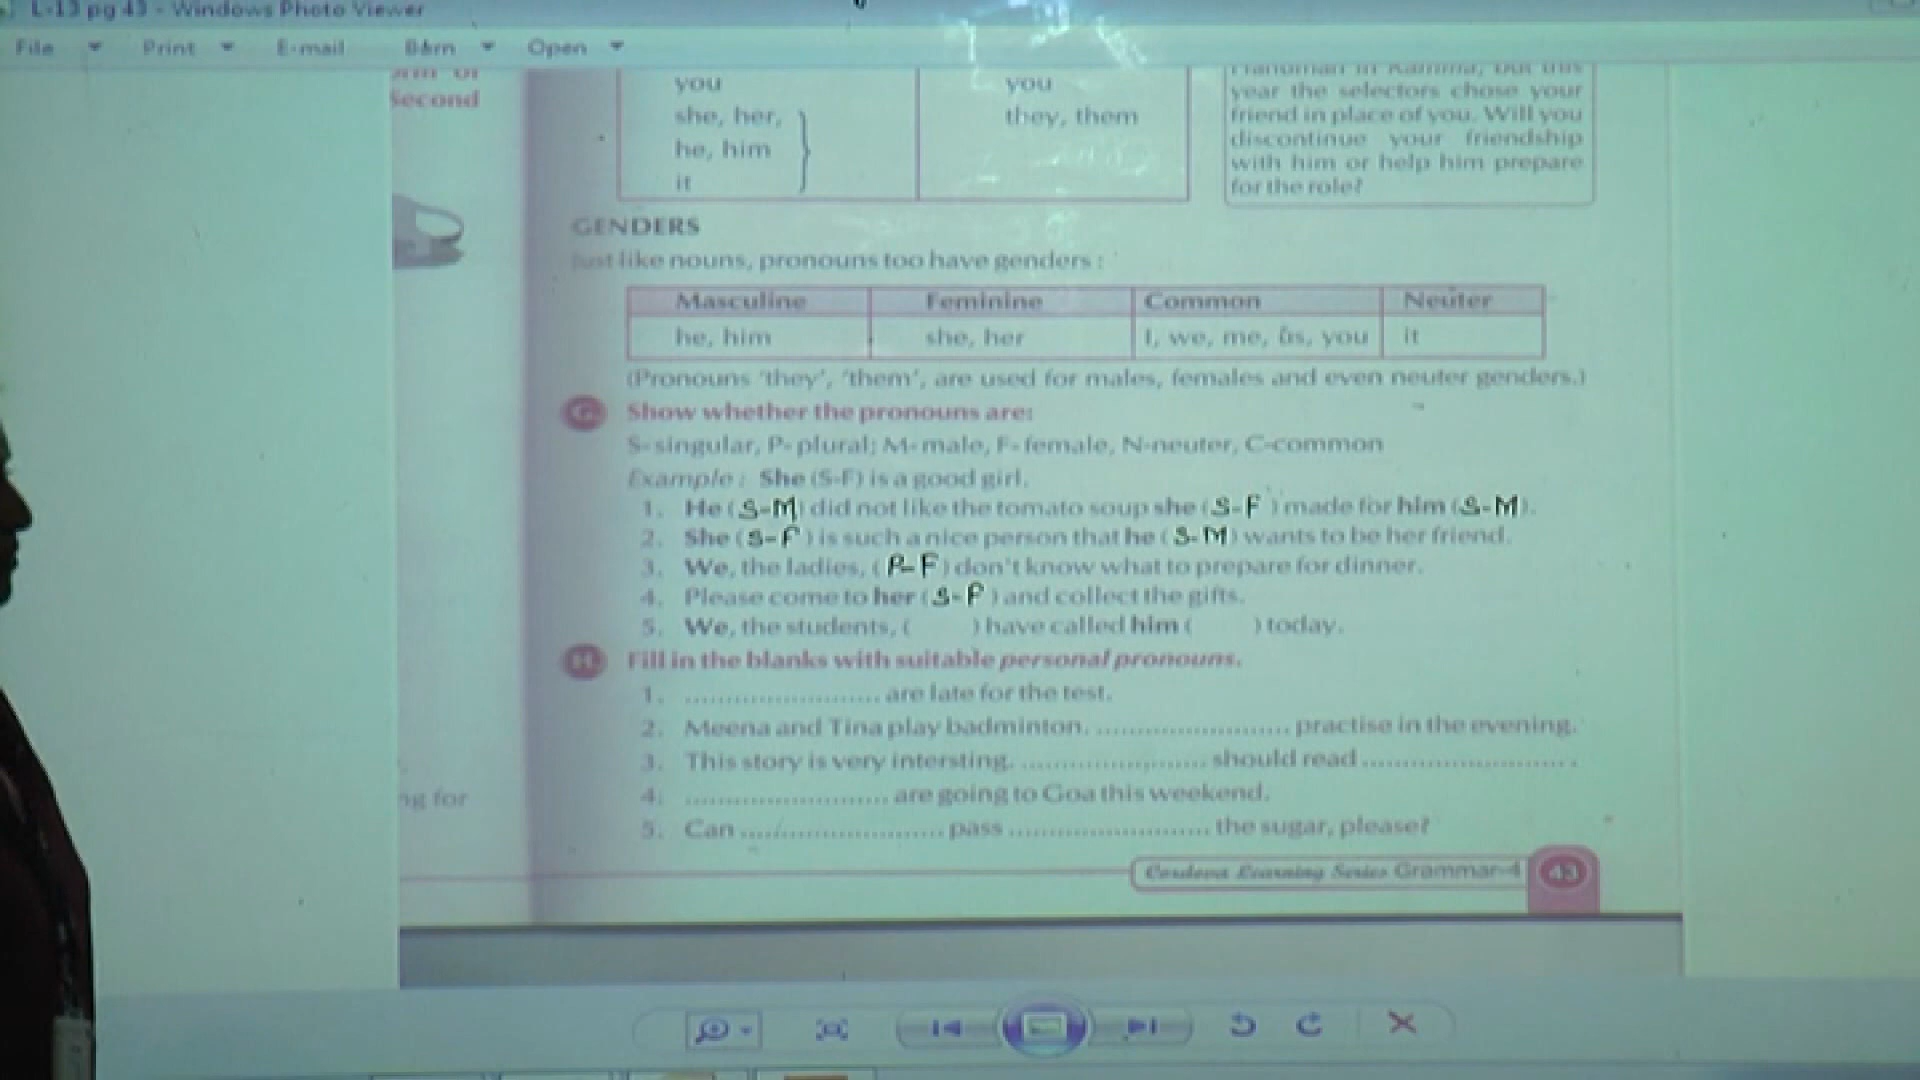 L-13 pg 43 - Windows Photo Viewer
File Print E-mail Burn Open
Second
you you
she, her, they, them
he, him
it
year the selectors chose your
friend in place of you. Will you
discontinue your friendship
with him or help him prepare
for the role?
GENDERS
Just like nouns, pronouns too have genders :
Masculine Feminine Common Neuter
he, him she, her I, we, me, us, you it
(Pronouns 'they', 'them', are used for males, females and even neuter genders.)
G Show whether the pronouns are:
S-singular, P-plural; M-male, F-female, N-neuter, C-common
Example : She (S-F) is a good girl.
1. He (S-M) did not like the tomato soup she (S-F) made for him (S-M).
2. She (S-F) is such a nice person that he (S-M) wants to be her friend.
3. We, the ladies, (P-F) don't know what to prepare for dinner.
4. Please come to her (S-F) and collect the gifts.
5. We, the students, ( ) have called him ( ) today.
H Fill in the blanks with suitable personal pronouns.
1. ........................ are late for the test.
2. Meena and Tina play badminton. ........................ practise in the evening.
3. This story is very intersting. ........................ should read ........................ .
4. ........................ are going to Goa this weekend.
5. Can ........................ pass ........................ the sugar, please?
ng for
Cordova Learning Series Grammar-4 43